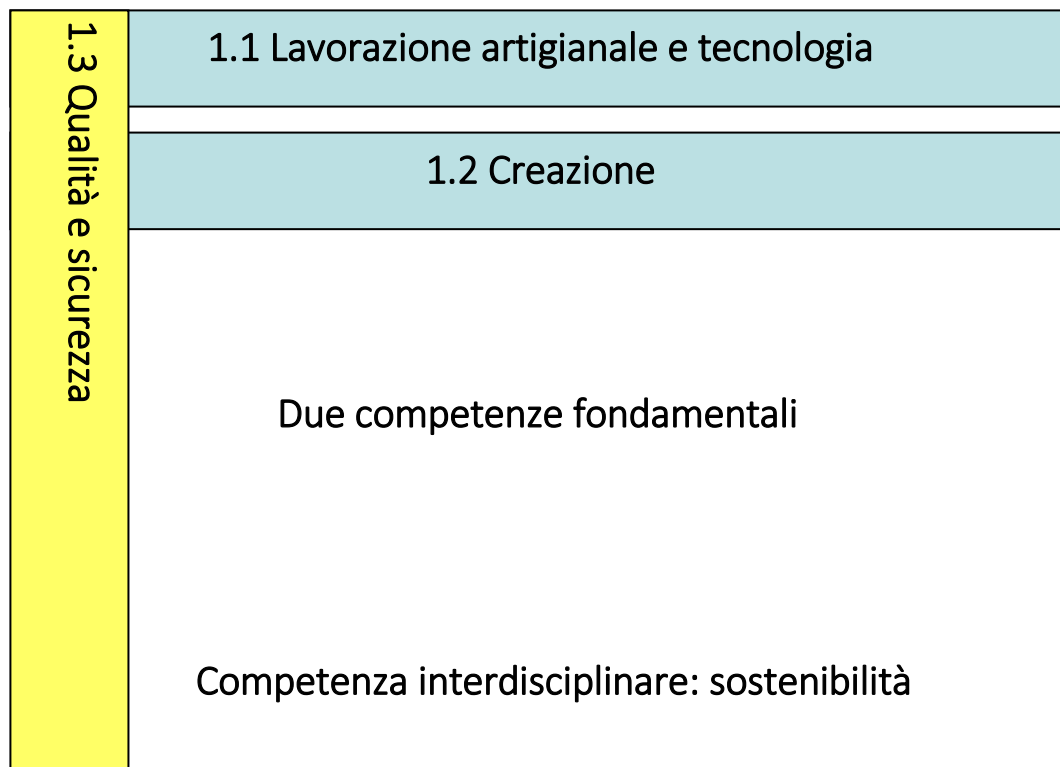 1.3 Qualità e sicurezza
1.1 Lavorazione artigianale e tecnologia
1.2 Creazione
Due competenze fondamentali
Competenza interdisciplinare: sostenibilità